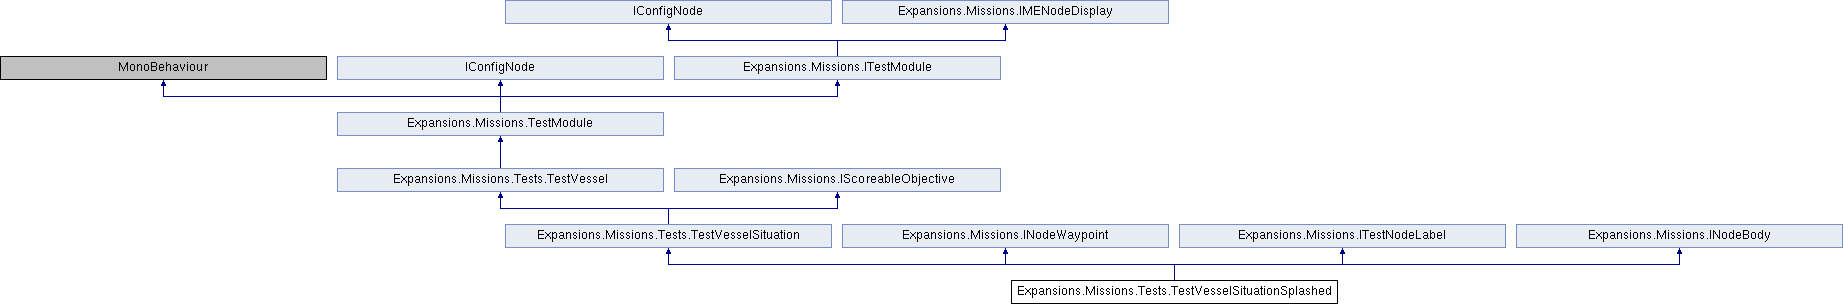 IConfigNode
Expansions.Missions.IMENodeDisplay
MonoBehaviour
IConfigNode
Expansions.Missions.ITestModule
Expansions.Missions.TestModule
Expansions.Missions.Tests.TestVessel
Expansions.Missions.IScoreableObjective
Expansions.Missions.Tests.TestVesselSituation
Expansions.Missions.INodeWaypoint
Expansions.Missions.ITestNodeLabel
Expansions.Missions.INodeBody
Expansions.Missions.Tests.TestVesselSituationSplashed